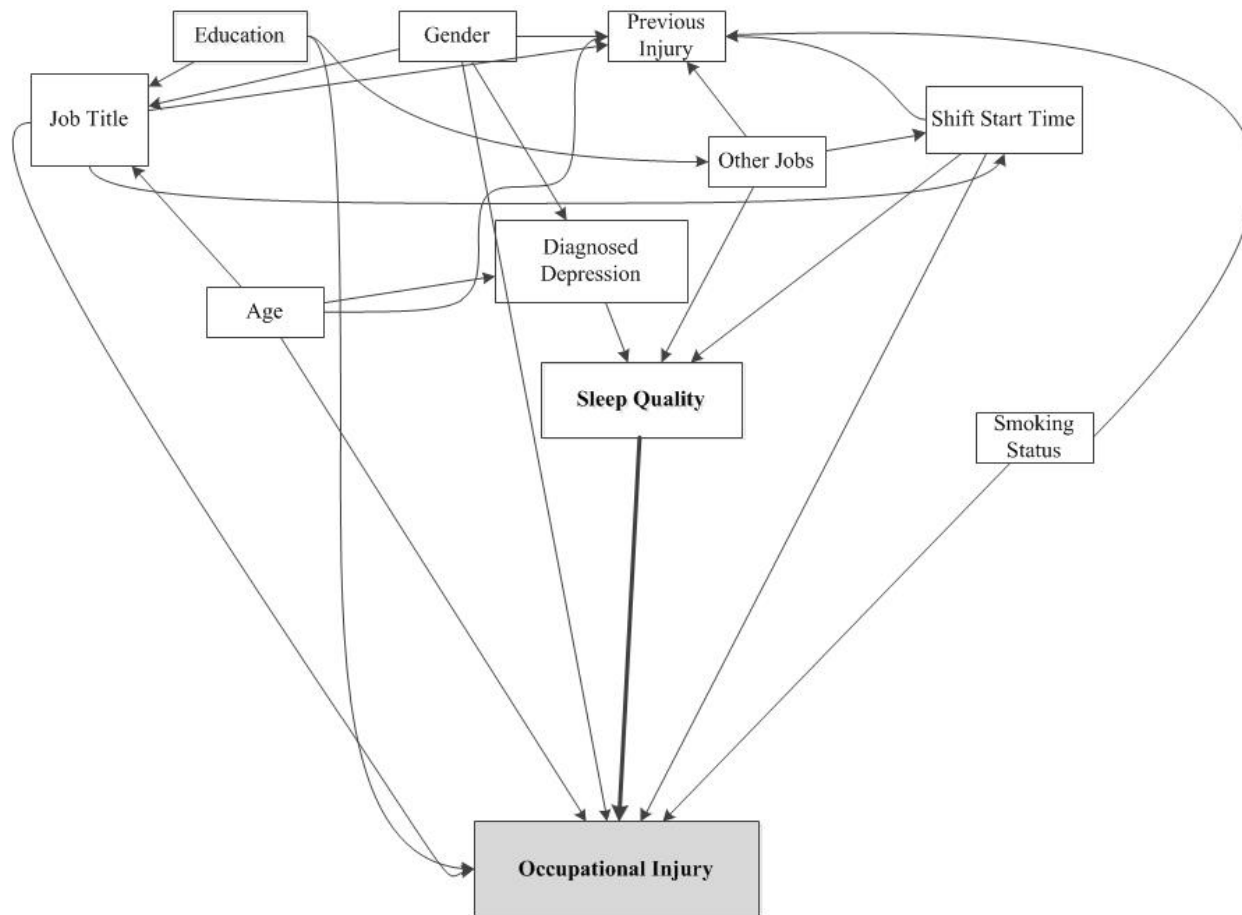 Education
Gender
Previous
Injury
Job Title
Shift Start Time
Other Jobs
Diagnosed
Depression
Age
Sleep Quality
Smoking
Status
Occupational Injury